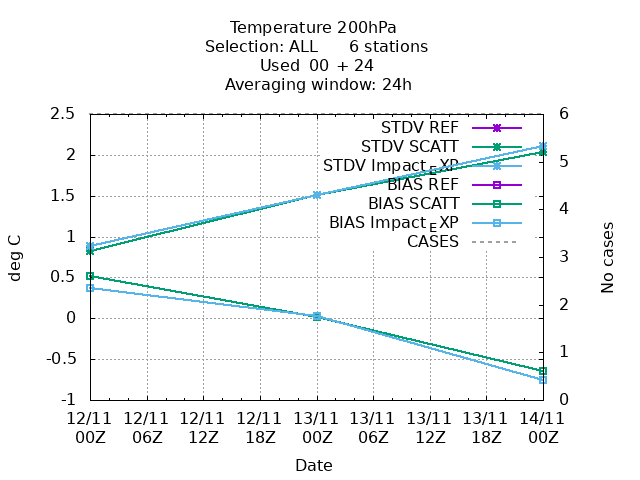 Temperature 200hPa
Selection: ALL      6 stations
Used  00  + 24
Averaging window: 24h
2.5
2
1.5
1
0.5
0
-0.5
-1
deg C
6
5
4
3
2
1
0
No cases
STDV REF
STDV SCATT
STDV Impact_EXP
BIAS REF
BIAS SCATT
BIAS Impact_EXP
CASES
12/11 12/11 12/11 12/11 13/11 13/11 13/11 13/11 14/11
00Z 06Z 12Z 18Z 00Z 06Z 12Z 18Z 00Z
Date